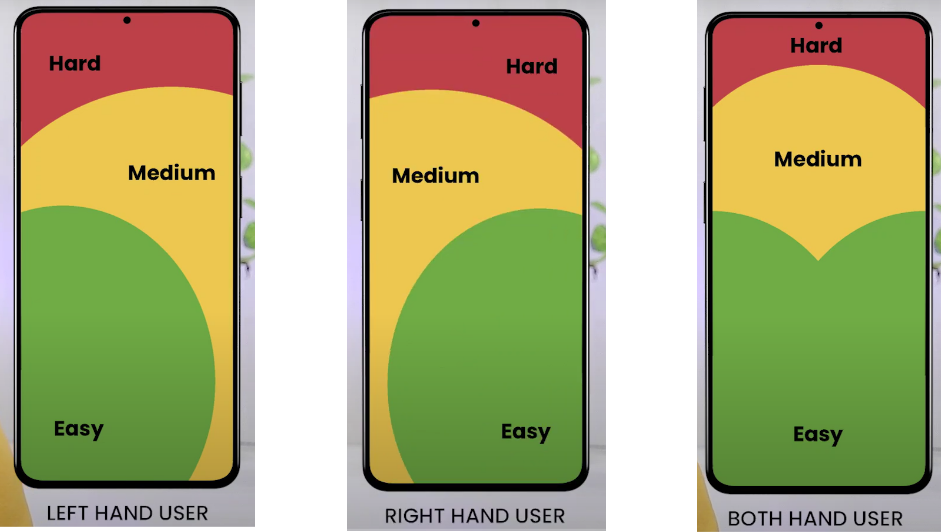 Hard
Medium
Easy
LEFT HAND USER
Hard
Medium
Easy
RIGHT HAND USER
Hard
Medium
Easy
BOTH HAND USER